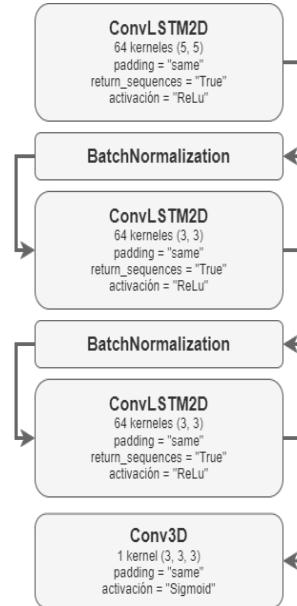 ConvLSTM2D
64 kerneles (5, 5)
padding = "same"
return_sequences = "True"
activación = "ReLu"
BatchNormalization
ConvLSTM2D
64 kerneles (3, 3)
padding = "same"
return_sequences = "True"
activación = "ReLu"
BatchNormalization
ConvLSTM2D
64 kerneles (3, 3)
padding = "same"
return_sequences = "True"
activación = "ReLu"
Conv3D
1 kernel (3, 3, 3)
padding = "same"
activación = "Sigmoid"